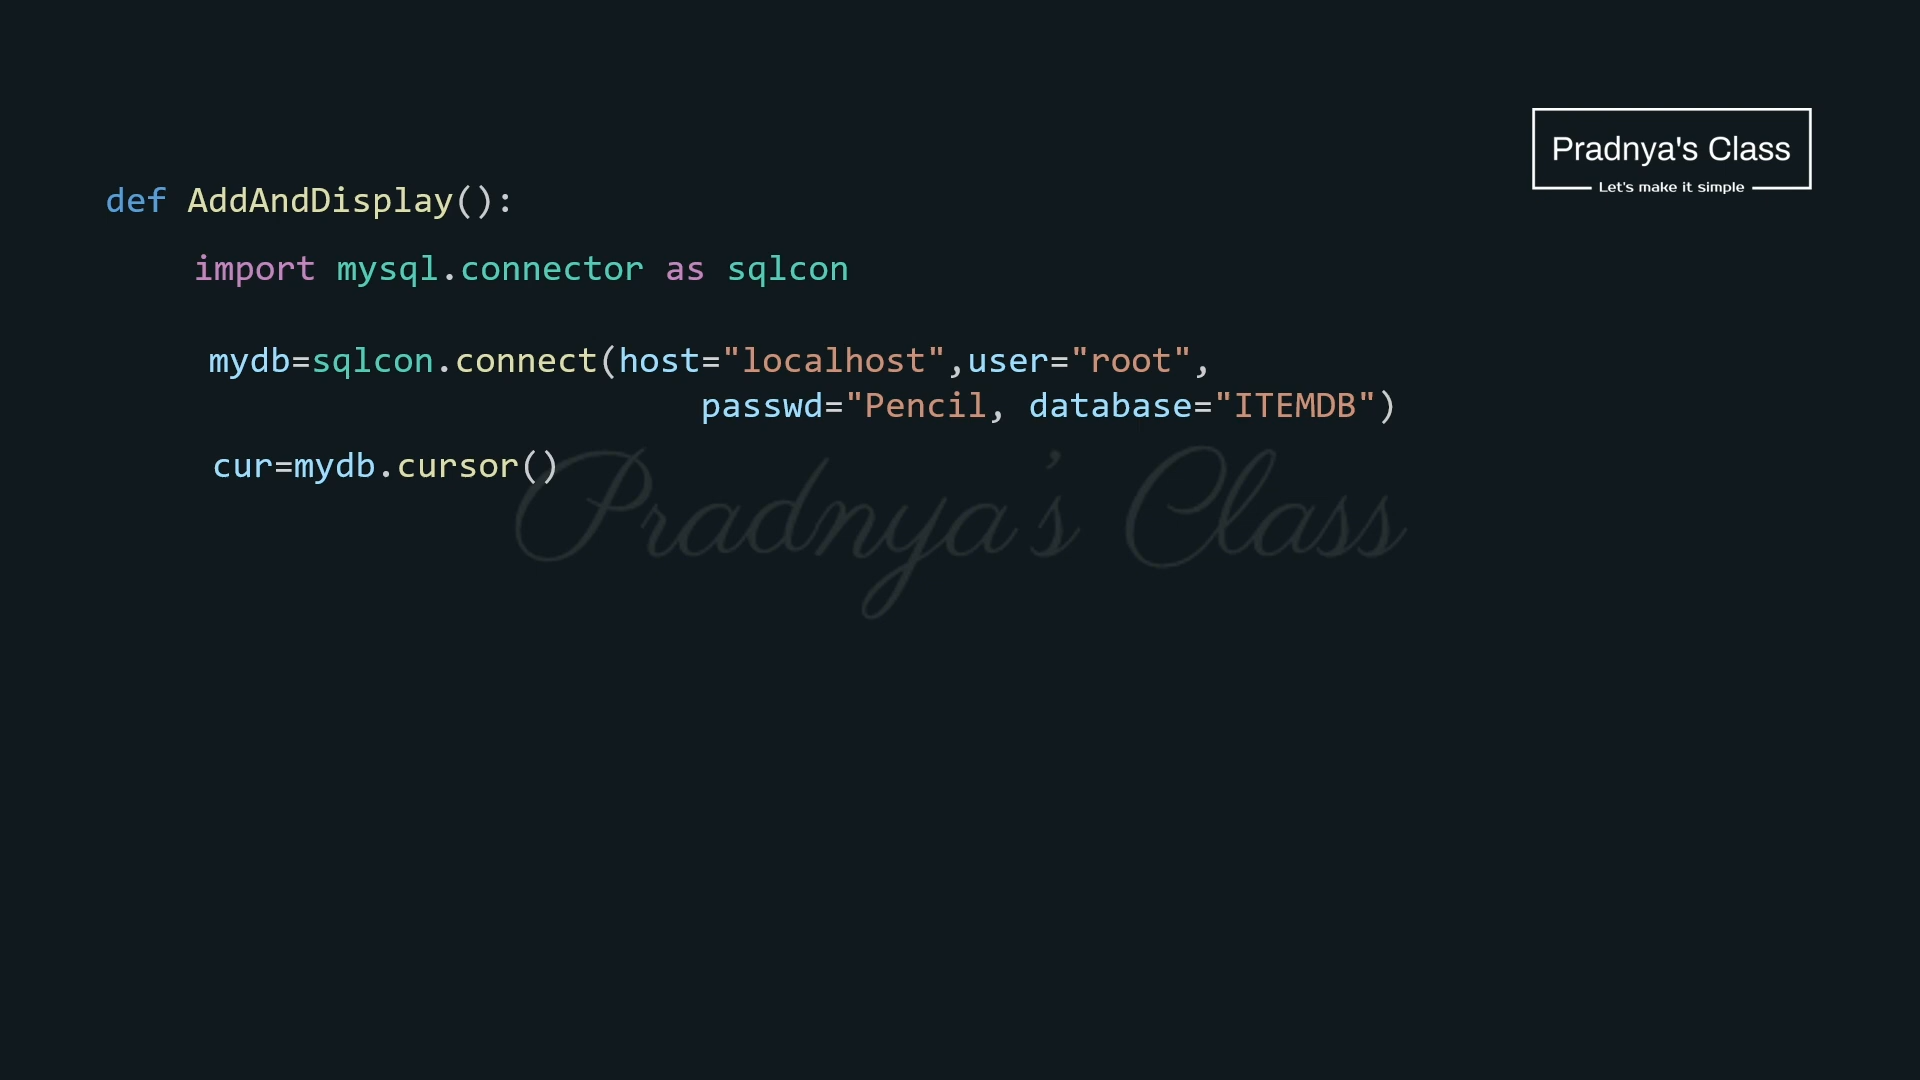 Pradnya's Class
Let's make it simple
def AddAndDisplay():
import mysql.connector as sqlcon
mydb=sqlcon.connect(host="localhost",user="root",
passwd="Pencil, database="ITEMDB")
cur=mydb.cursor()
Pradnya's Class